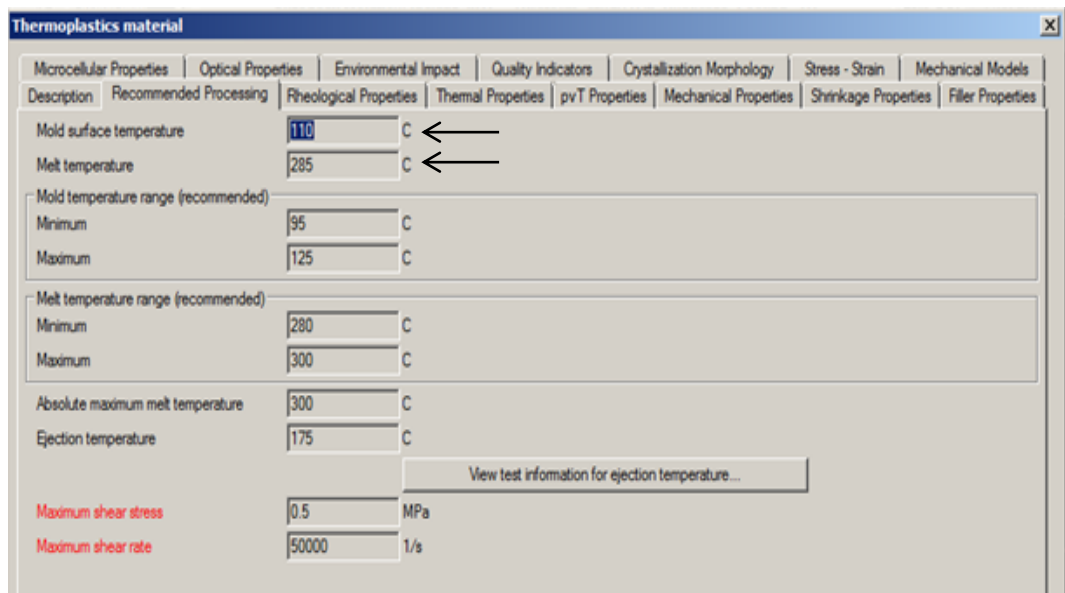 Thermoplastics material
Microcellular Properties Optical Properties Environmental Impact Quality Indicators Crystallization Morphology Stress - Strain Mechanical Models
Description Recommended Processing Rheological Properties Thermal Properties pvT Properties Mechanical Properties Shrinkage Properties Filler Properties
Mold surface temperature 110 C
Melt temperature 285 C
Mold temperature range (recommended)
Minimum 95 C
Maximum 125 C
Melt temperature range (recommended)
Minimum 280 C
Maximum 300 C
Absolute maximum melt temperature 300 C
Ejection temperature 175 C
View test information for ejection temperature...
Maximum shear stress 0.5 MPa
Maximum shear rate 50000 1/s